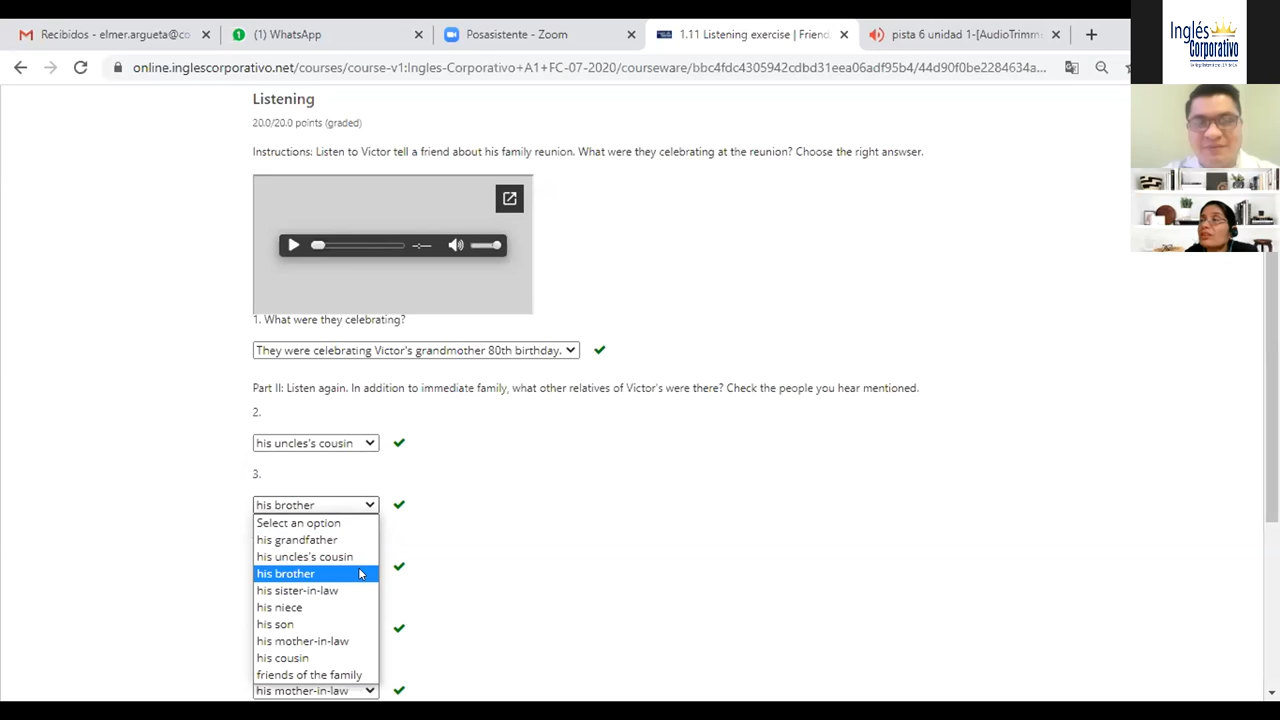 Recibidos - elmer.argueta@co
(1) WhatsApp
Posasistente - Zoom
1.11 Listening exercise | Friend
pista 6 unidad 1-[AudioTrimm
online.inglescorporativo.net/courses/course-v1:Ingles-Corporativo+A1+FC-07-2020/courseware/bbc4fdc4305942cdbd31eea06adf95b4/44d90f0be2284634a...
Inglés
Corporativo
Listening
20.0/20.0 points (graded)
Instructions: Listen to Victor tell a friend about his family reunion. What were they celebrating at the reunion? Choose the right answser.
1. What were they celebrating?
They were celebrating Victor's grandmother 80th birthday.
Part II: Listen again. In addition to immediate family, what other relatives of Victor's were there? Check the people you hear mentioned.
2.
his uncles's cousin
3.
his brother
Select an option
his grandfather
his uncles's cousin
his brother
his sister-in-law
his niece
his son
his mother-in-law
his cousin
friends of the family
his mother-in-law